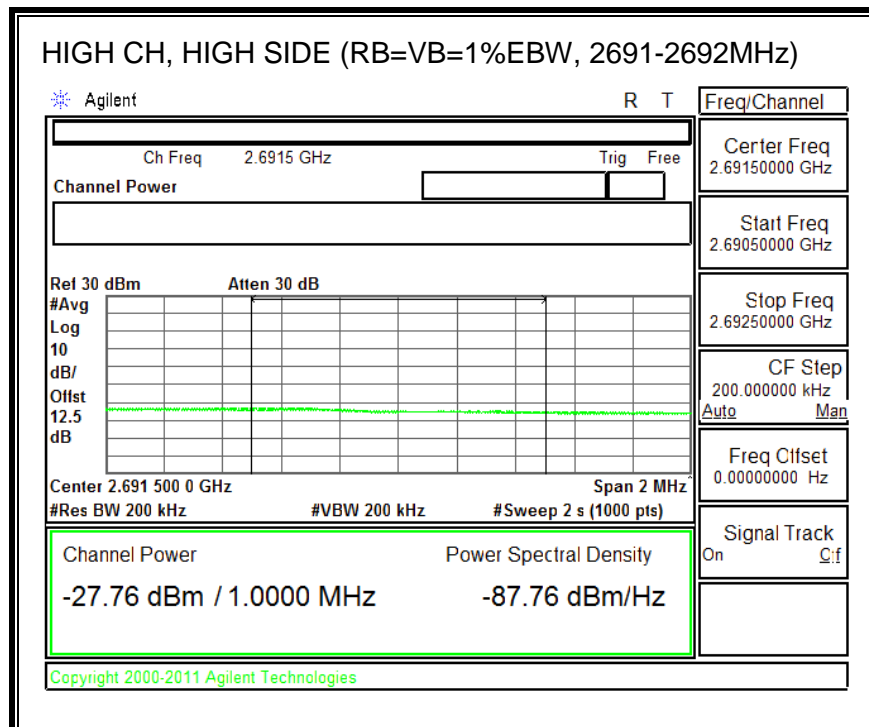 HIGH CH, HIGH SIDE (RB=VB=1%EBW, 2691-2692MHz)
Agilent R T Freq/Channel
Ch Freq 2.6915 GHz Trig Free
Channel Power
Ref 30 dBm Atten 30 dB
#Avg
Log
10
dB/
Offst
12.5
dB
Center 2.691 500 0 GHz Span 2 MHz^
#Res BW 200 kHz #VBW 200 kHz #Sweep 2 s (1000 pts)
Channel Power Power Spectral Density
-27.76 dBm / 1.0000 MHz -87.76 dBm/Hz
Copyright 2000-2011 Agilent Technologies
Center Freq
2.69150000 GHz
Start Freq
2.69050000 GHz
Stop Freq
2.69250000 GHz
CF Step
200.000000 kHz
Auto Man
Freq Offset
0.00000000 Hz
Signal Track
On Off